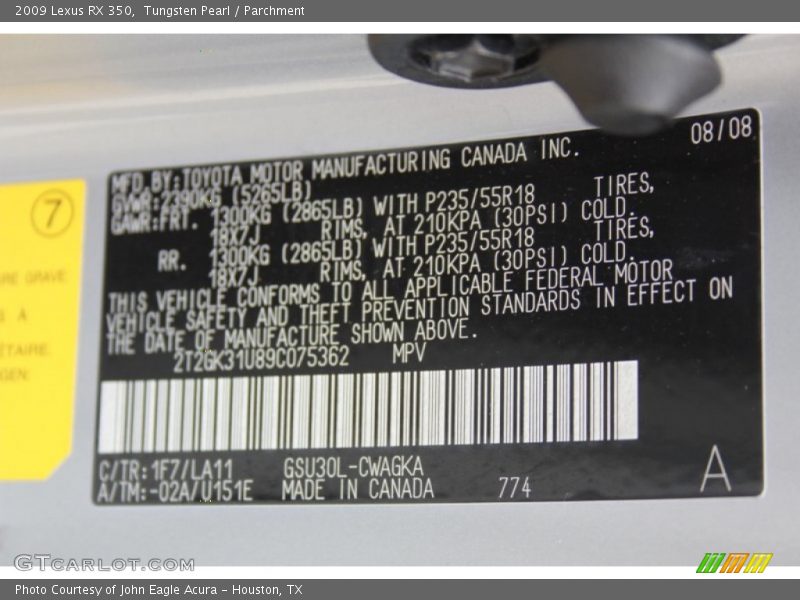 2009 Lexus RX 350,  Tungsten Pearl / Parchment
08/08
MFD.BY:TOYOTA MOTOR MANUFACTURING CANADA INC.
GVWR:2390KG (5265LB)
GAWR:FRT. 1300KG (2865LB) WITH P235/55R18 TIRES,
18X7J RIMS, AT 210KPA (30PSI) COLD.
RR. 1300KG (2865LB) WITH P235/55R18 TIRES,
18X7J RIMS, AT 210KPA (30PSI) COLD.
THIS VEHICLE CONFORMS TO ALL APPLICABLE FEDERAL MOTOR
VEHICLE SAFETY AND THEFT PREVENTION STANDARDS IN EFFECT ON
THE DATE OF MANUFACTURE SHOWN ABOVE.
2T2GK31U89C075362 MPV
C/TR:1F7/LA11 GSU30L-CWAGKA
A/TM:-02A/U151E MADE IN CANADA 774
A
7
GRAVE
A
GTCARLOT.COM
Photo Courtesy of John Eagle Acura - Houston, TX